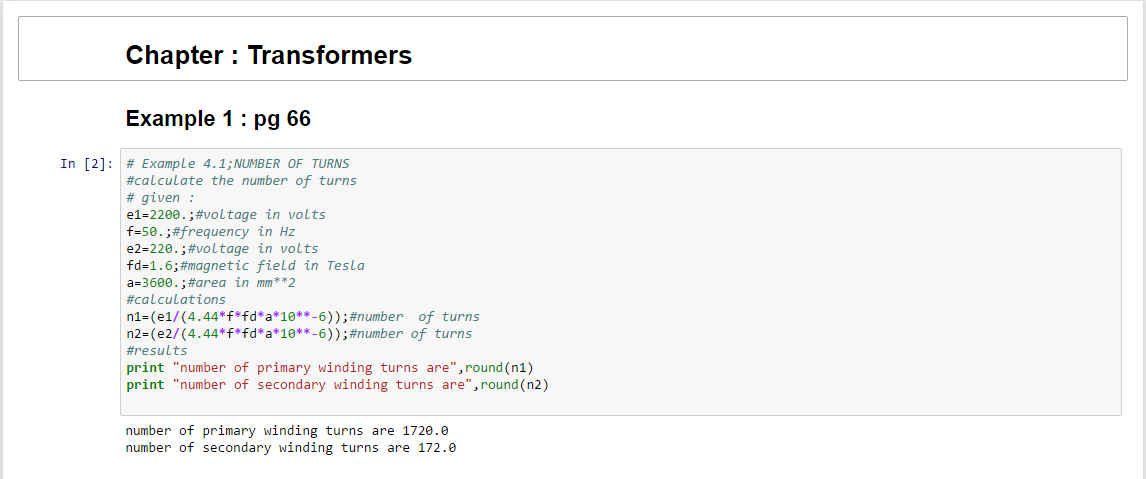 Chapter : Transformers
Example 1 : pg 66
In [2]: # Example 4.1;NUMBER OF TURNS
#calculate the number of turns
# given :
e1=2200.;#voltage in volts
f=50.;#frequency in Hz
e2=220.;#voltage in volts
fd=1.6;#magnetic field in Tesla
a=3600.;#area in mm**2
#calculations
n1=(e1/(4.44*f*fd*a*10**-6));#number  of turns
n2=(e2/(4.44*f*fd*a*10**-6));#number of turns
#results
print "number of primary winding turns are",round(n1)
print "number of secondary winding turns are",round(n2)
number of primary winding turns are 1720.0
number of secondary winding turns are 172.0